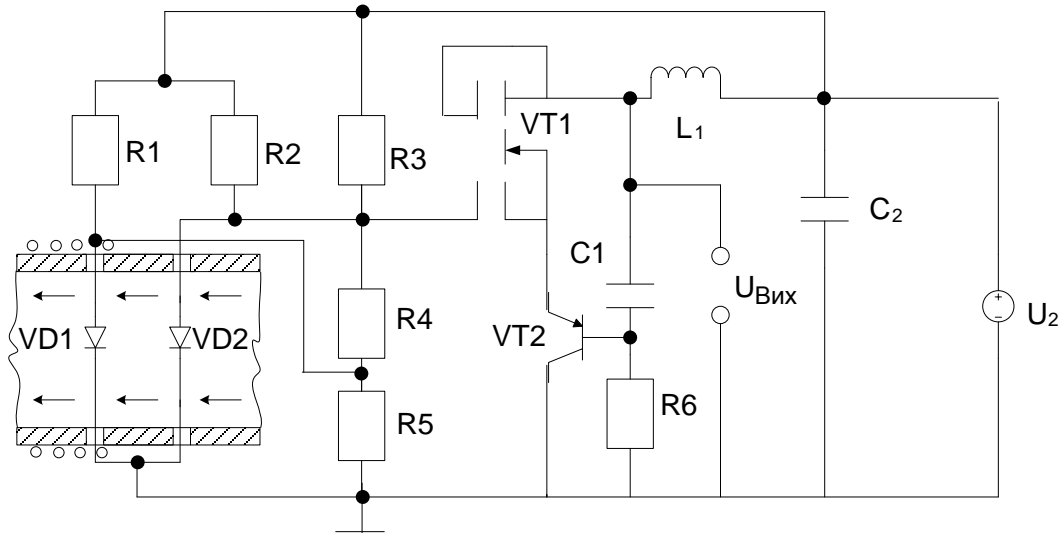 R1
R2
R3
VT1
L1
C2
C1
UВих
U2
VD1
VD2
R4
VT2
R5
R6
+
−